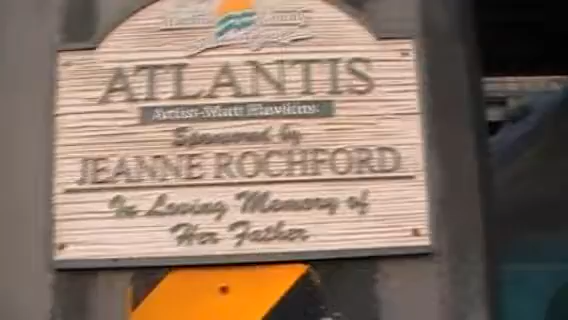 ATLANTIS
Artist-Matt Hawkins
Sponsored by
JEANNE ROCHFORD
In Loving Memory of
Her Father